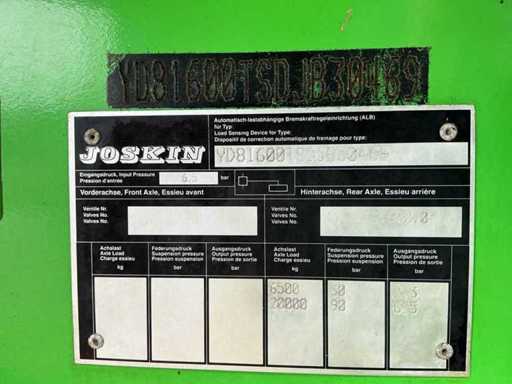 YD81600TSDJB30469
Automatisch-lastabhängige Bremskraftregeleinrichtung (ALB)
für Typ:
Load Sensing Device for Type:
Dispositif de correction automatique de freinage pour type:
JOSKIN
YD81600
Eingangsdruck, Input Pressure
Pression d'entrée
bar
Vorderachse, Front Axle, Essieu avant
Hinterachse, Rear Axle, Essieu arrière
Ventile Nr.
Valves No.
Valves No.
Ventile Nr.
Valves No.
Valves No.
Achslast
Axle Load
Charge essieu
kg
Federungsdruck
Suspension pressure
Pression suspension
bar
Ausgangsdruck
Output pressure
Pression de sortie
bar
Achslast
Axle Load
Charge essieu
kg
Federungsdruck
Suspension pressure
Pression suspension
bar
Ausgangsdruck
Output pressure
Pression de sortie
bar
6500
20000 90